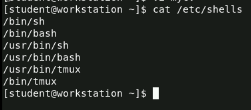 [student@workstation ~]$ cat /etc/shells
/bin/sh
/bin/bash
/usr/bin/sh
/usr/bin/bash
/usr/bin/tmux
/bin/tmux
[student@workstation ~]$